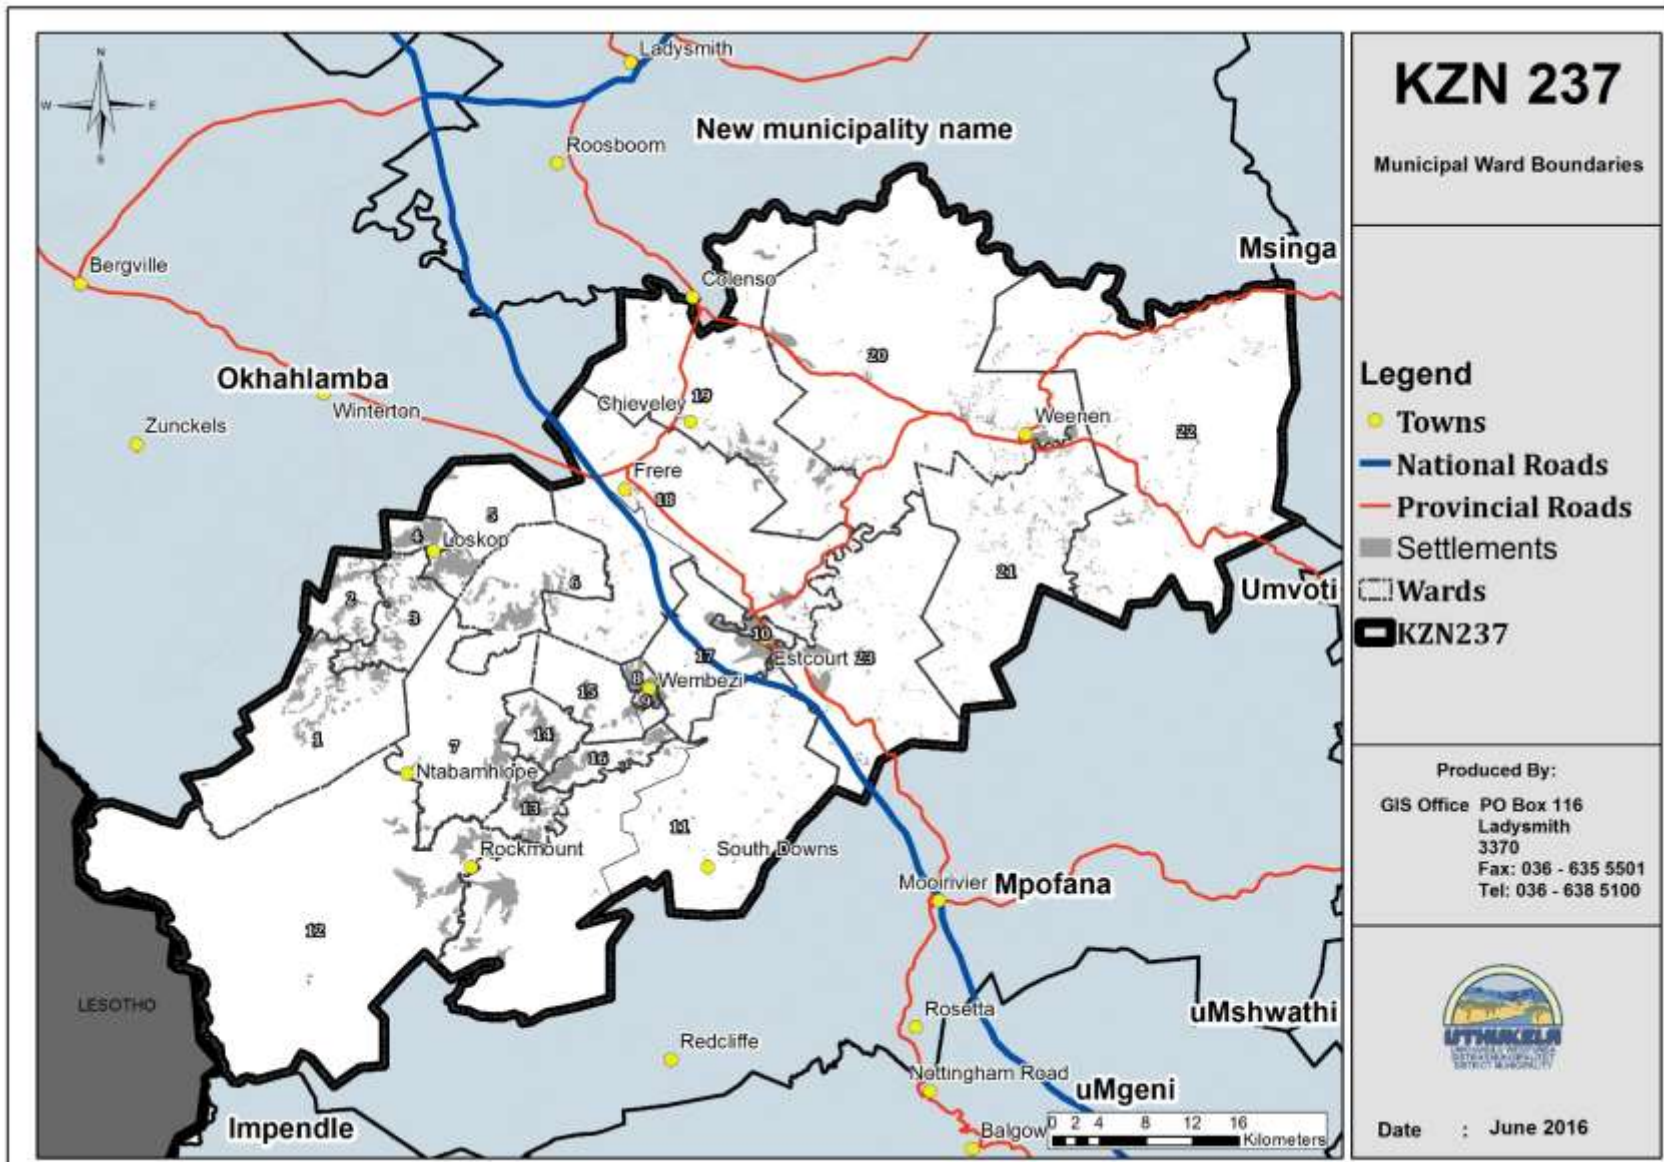 N
W E
S
Ladysmith
Roosboom
New municipality name
Msinga
Bergville
Colenso
Okhahlamba
Winterton
Zunckels
20
Chieveley 19
Weenen
22
Frere
18
5
4 Loskop
6
21
Umvoti
2
3
10
17 Estcourt 23
8 Wembezi
15
9
1
14
7
16
Ntabamhlope
13
11
Rockmount
South Downs
Mooirivier Mpofana
12
LESOTHO
Rosetta
uMshwathi
Redcliffe
Nottingham Road
uMgeni
Impendle
Balgow
0 2 4 8 12 16
Kilometers
KZN 237
Municipal Ward Boundaries
Legend
Towns
National Roads
Provincial Roads
Settlements
Wards
KZN237
Produced By:
GIS Office PO Box 116
Ladysmith
3370
Fax: 036 - 635 5501
Tel: 036 - 638 5100
UTHUKELA
DISTRICT MUNICIPALITY
Date : June 2016